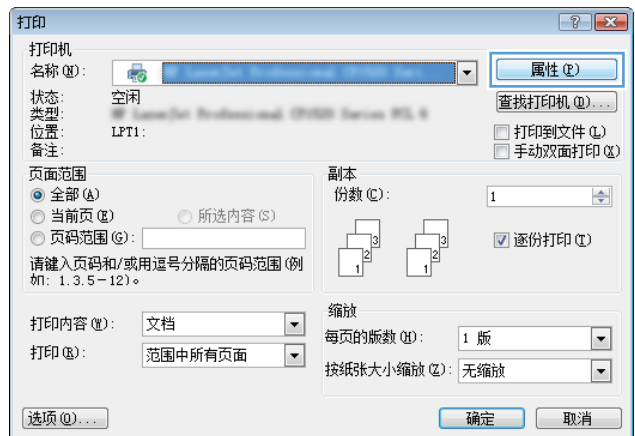 打印
打印机
名称(N):
属性(P)
状态: 空闲
类型:
查找打印机(D)...
位置: LPT1:
打印到文件(L)
备注:
手动双面打印(X)
页面范围
全部(A)
当前页(E) 所选内容(S)
页码范围(G):
请键入页码和/或用逗号分隔的页码范围(例
如: 1.3.5-12)。
副本
份数(C): 1
3 3
2 2
1 1
逐份打印(T)
打印内容(W): 文档
打印(R): 范围中所有页面
缩放
每页的版数(H): 1 版
按纸张大小缩放(Z): 无缩放
选项(O)... 确定 取消